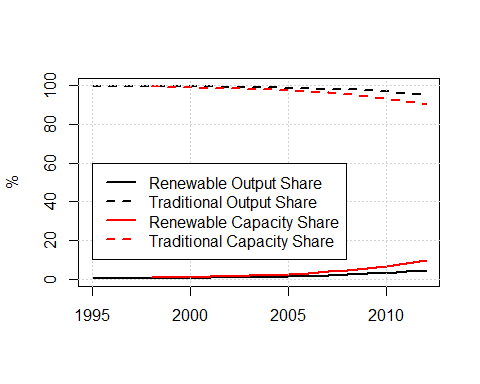 %
100
80
60
40
20
0
Renewable Output Share
Traditional Output Share
Renewable Capacity Share
Traditional Capacity Share
1995 2000 2005 2010